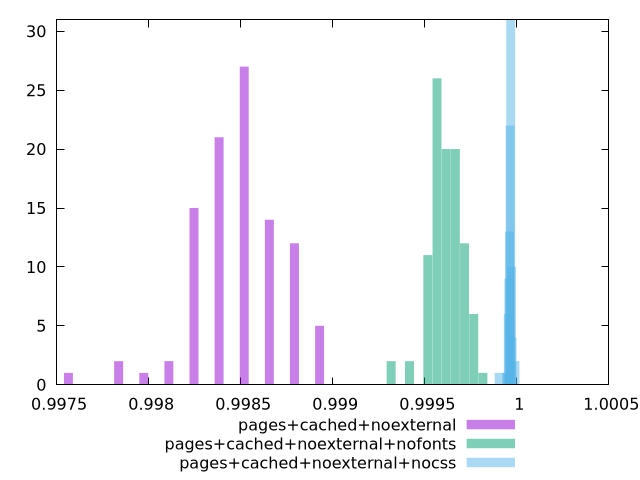 30
25
20
15
10
5
0
0.9975 0.998 0.9985 0.999 0.9995 1 1.0005
pages+cached+noexternal
pages+cached+noexternal+nofonts
pages+cached+noexternal+nocss